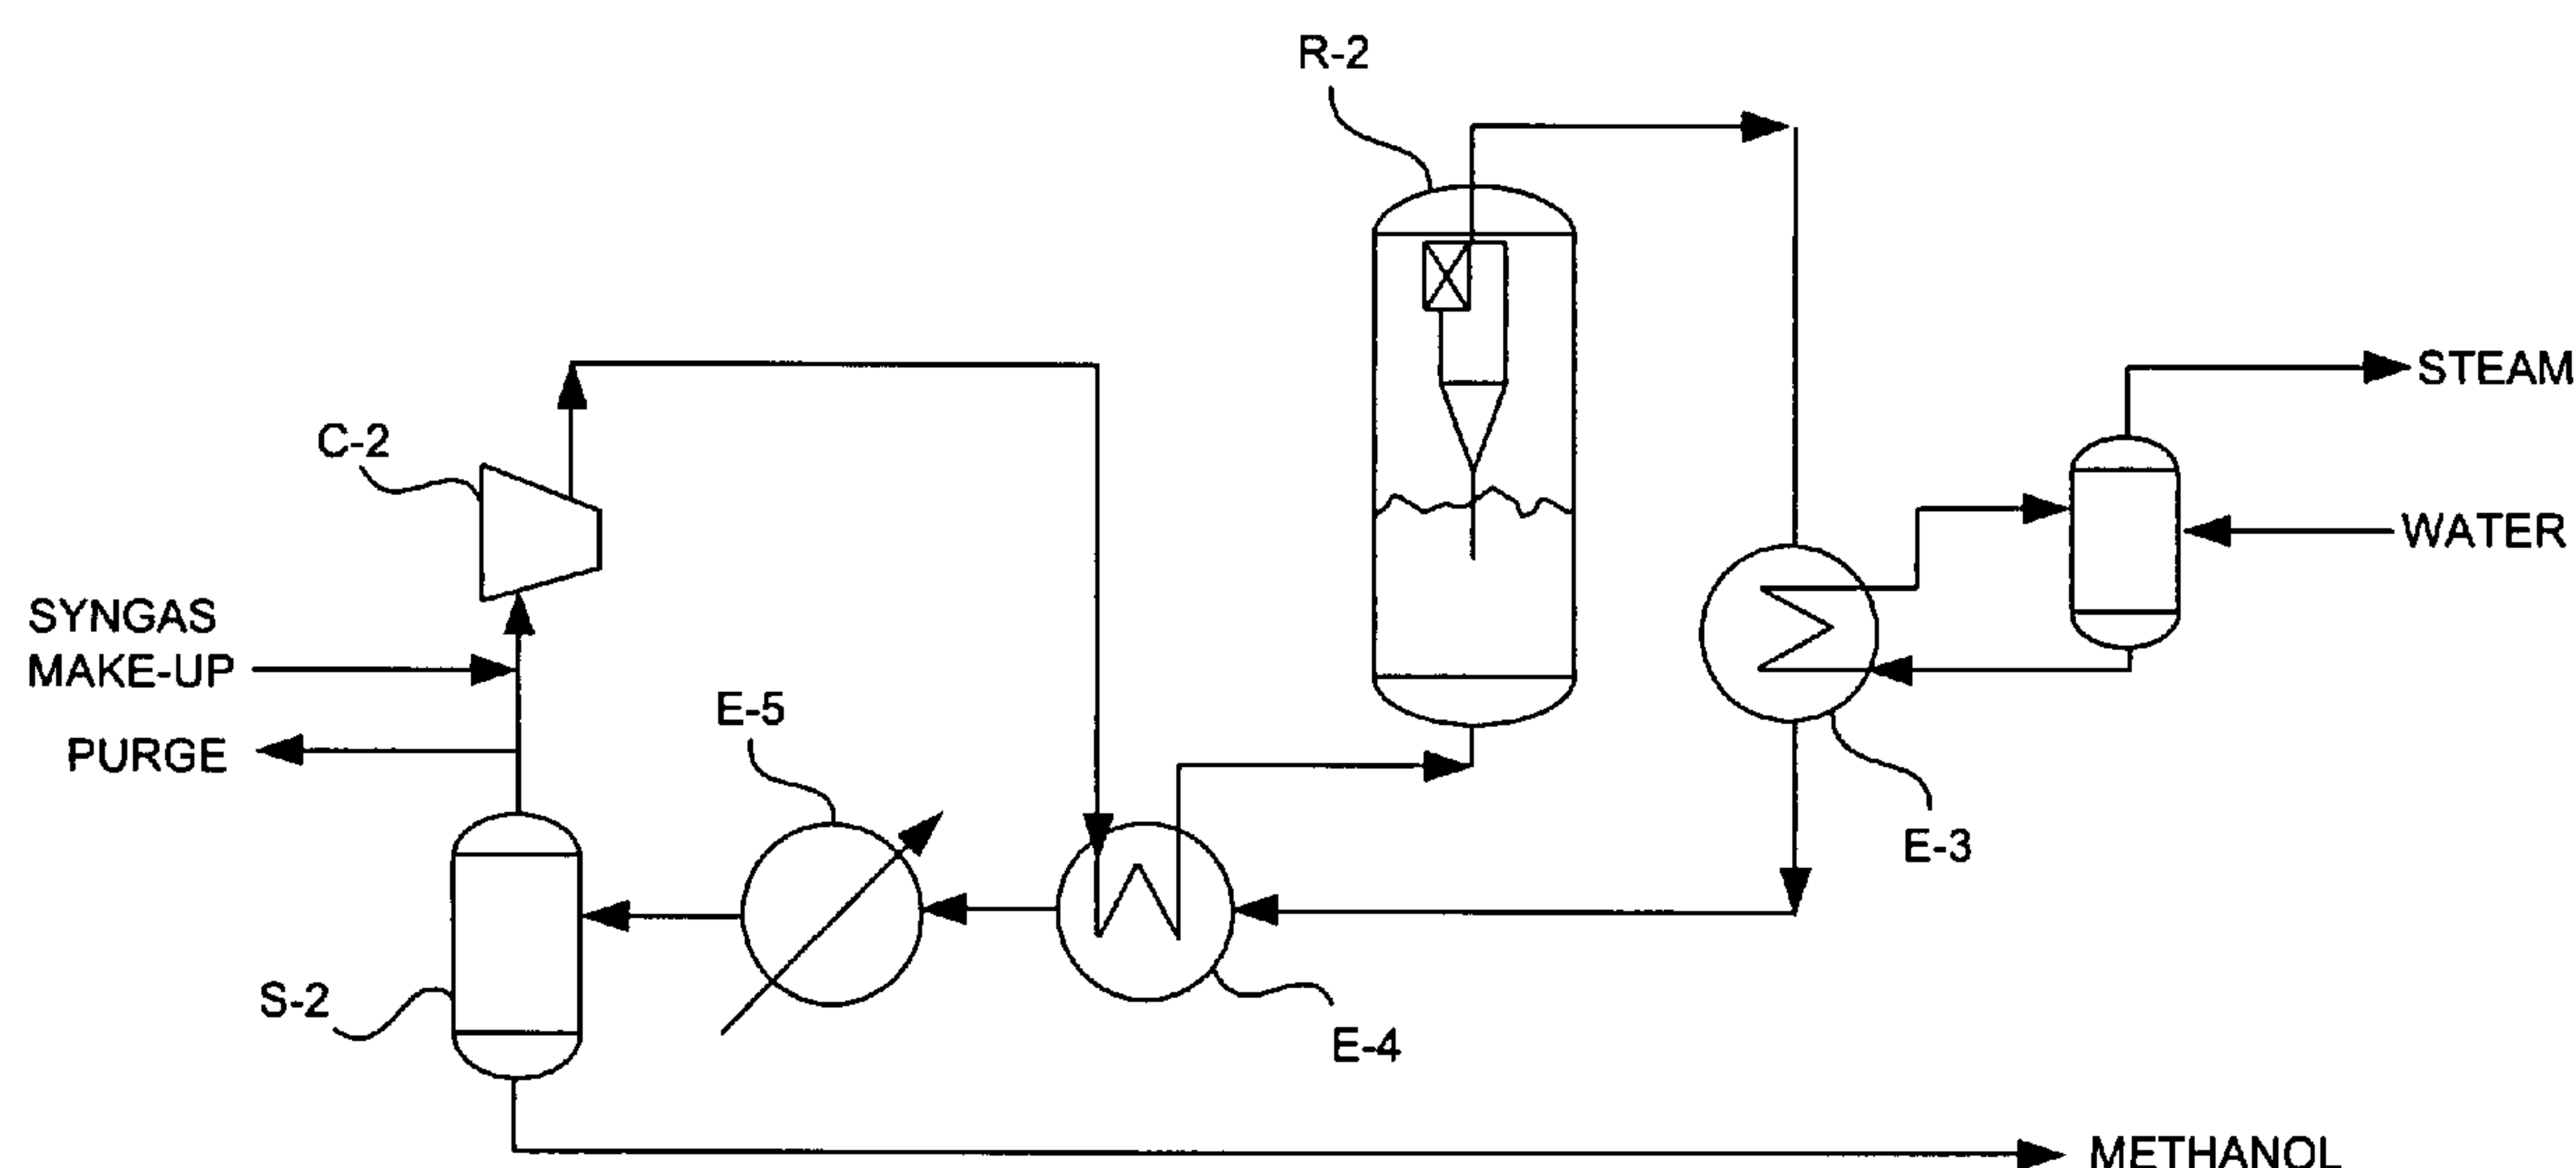 R-2
STEAM
C-2
WATER
SYNGAS
MAKE-UP
E-5
PURGE
E-3
S-2
E-4
METHANOL